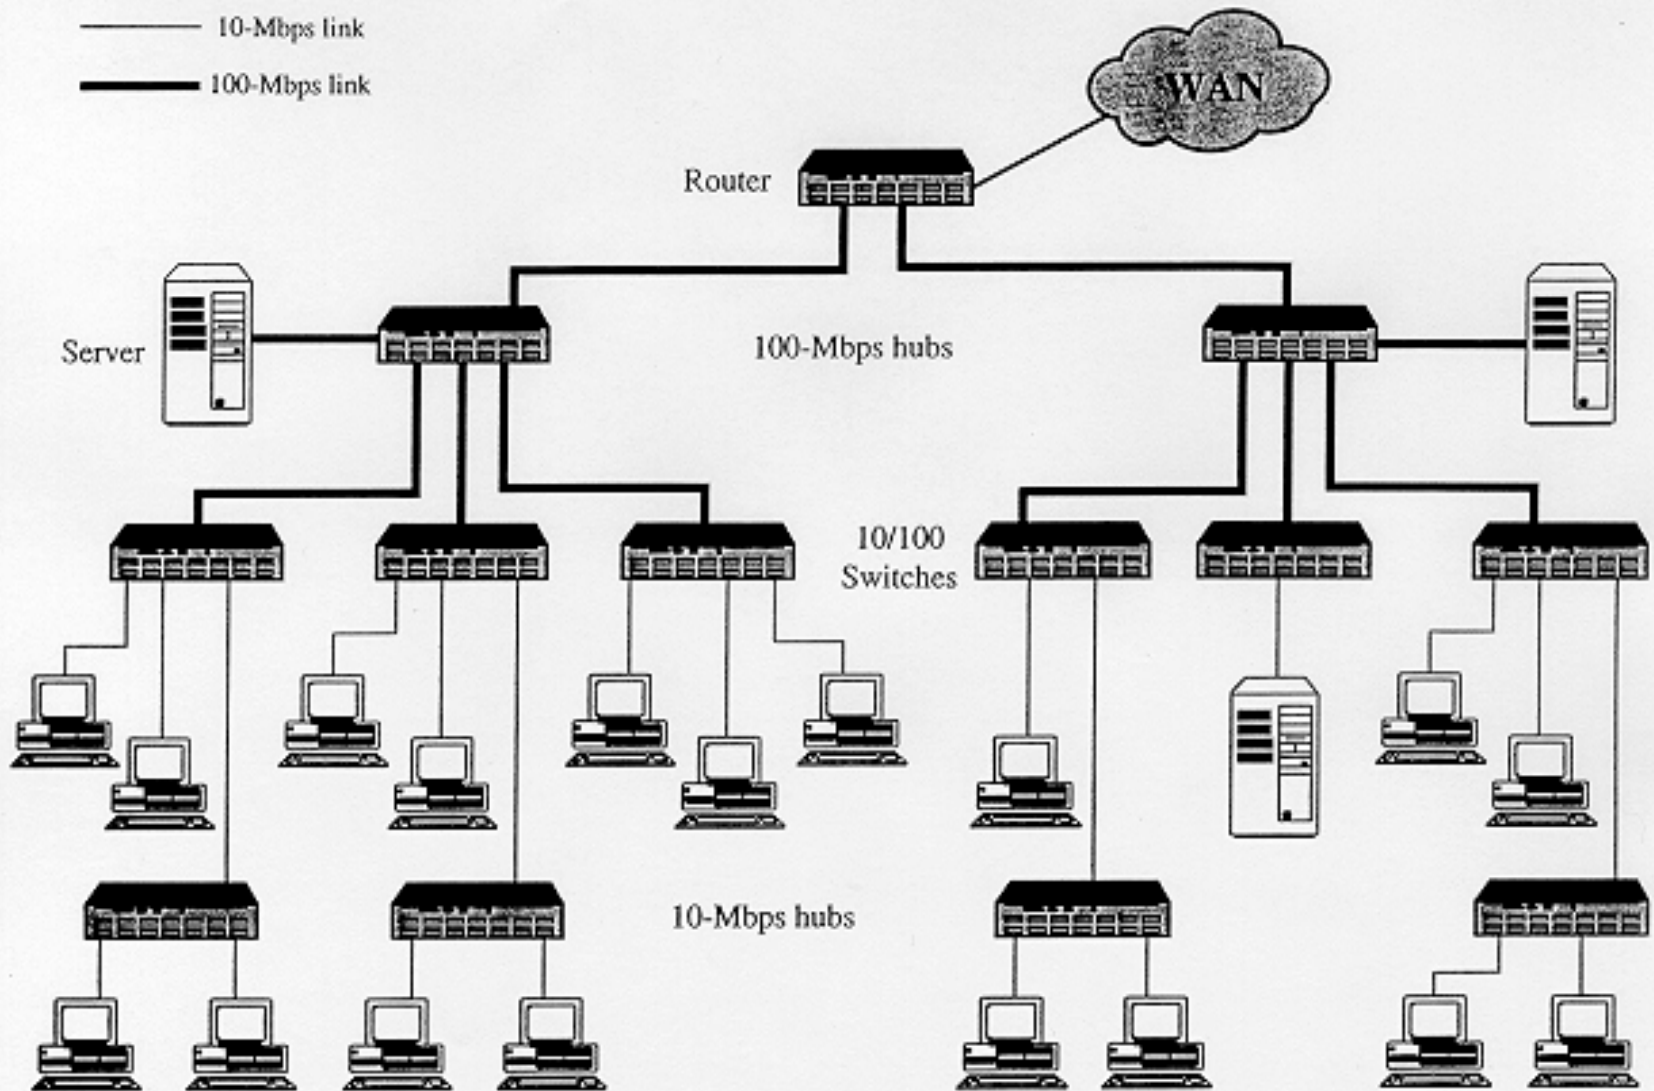 10-Mbps link
100-Mbps link
WAN
Router
Server
100-Mbps hubs
10/100
Switches
10-Mbps hubs